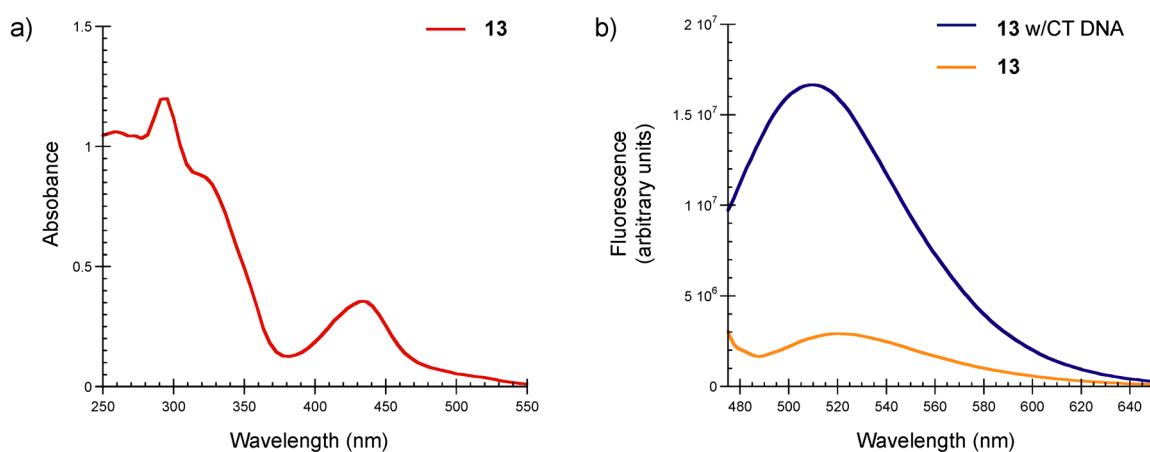 a)
13
1.5
1
0.5
0
Absobance
250 300 350 400 450 500 550
Wavelength (nm)
b)
13 w/CT DNA
13
2 10⁷
1.5 10⁷
1 10⁷
5 10⁶
0
Fluorescence
(arbitrary units)
480 500 520 540 560 580 600 620 640
Wavelength (nm)